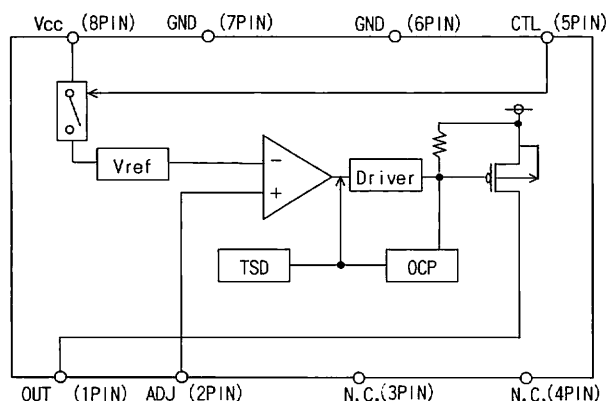 Vcc (8PIN) GND (7PIN) GND (6PIN) CTL (5PIN)
Vref
−
+
Driver
TSD
OCP
OUT (1PIN) ADJ (2PIN) N.C.(3PIN) N.C.(4PIN)